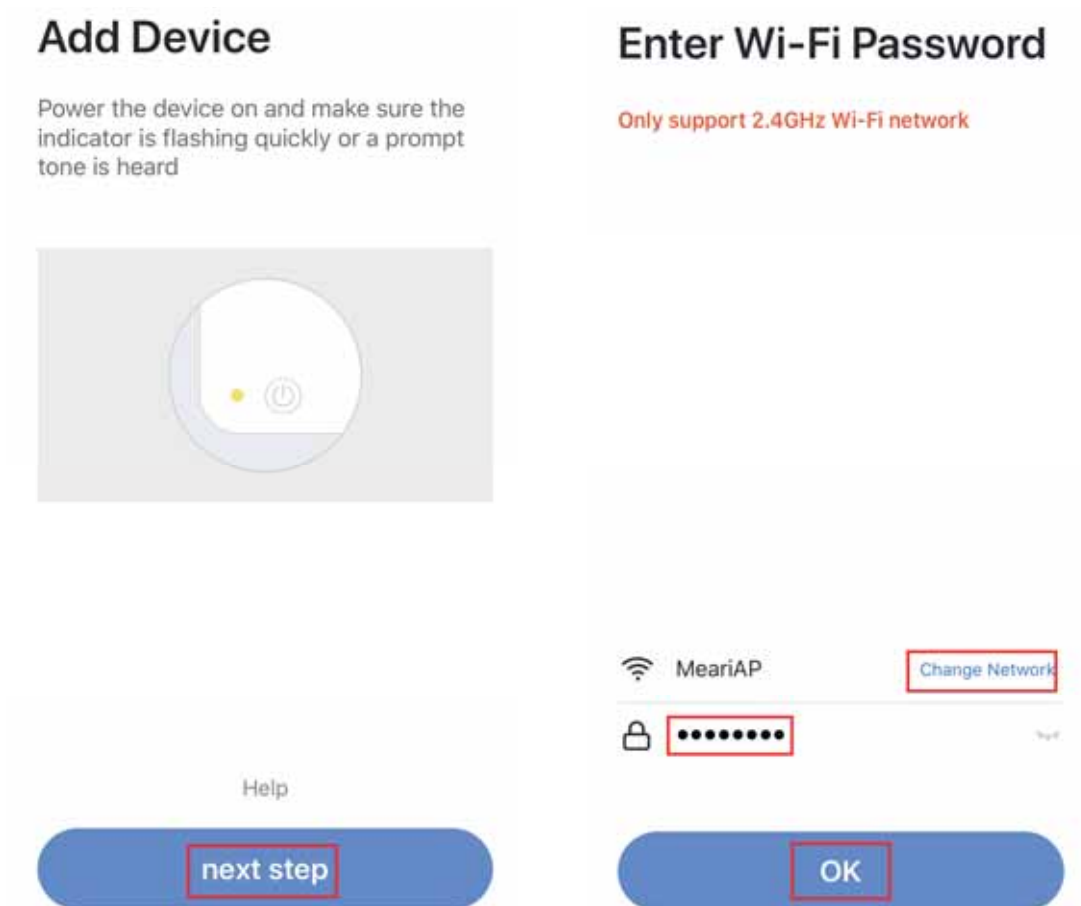 Add Device
Power the device on and make sure the
indicator is flashing quickly or a prompt
tone is heard
Help
next step
Enter Wi-Fi Password
Only support 2.4GHz Wi-Fi network
MeariAP
Change Network
••••••••
OK